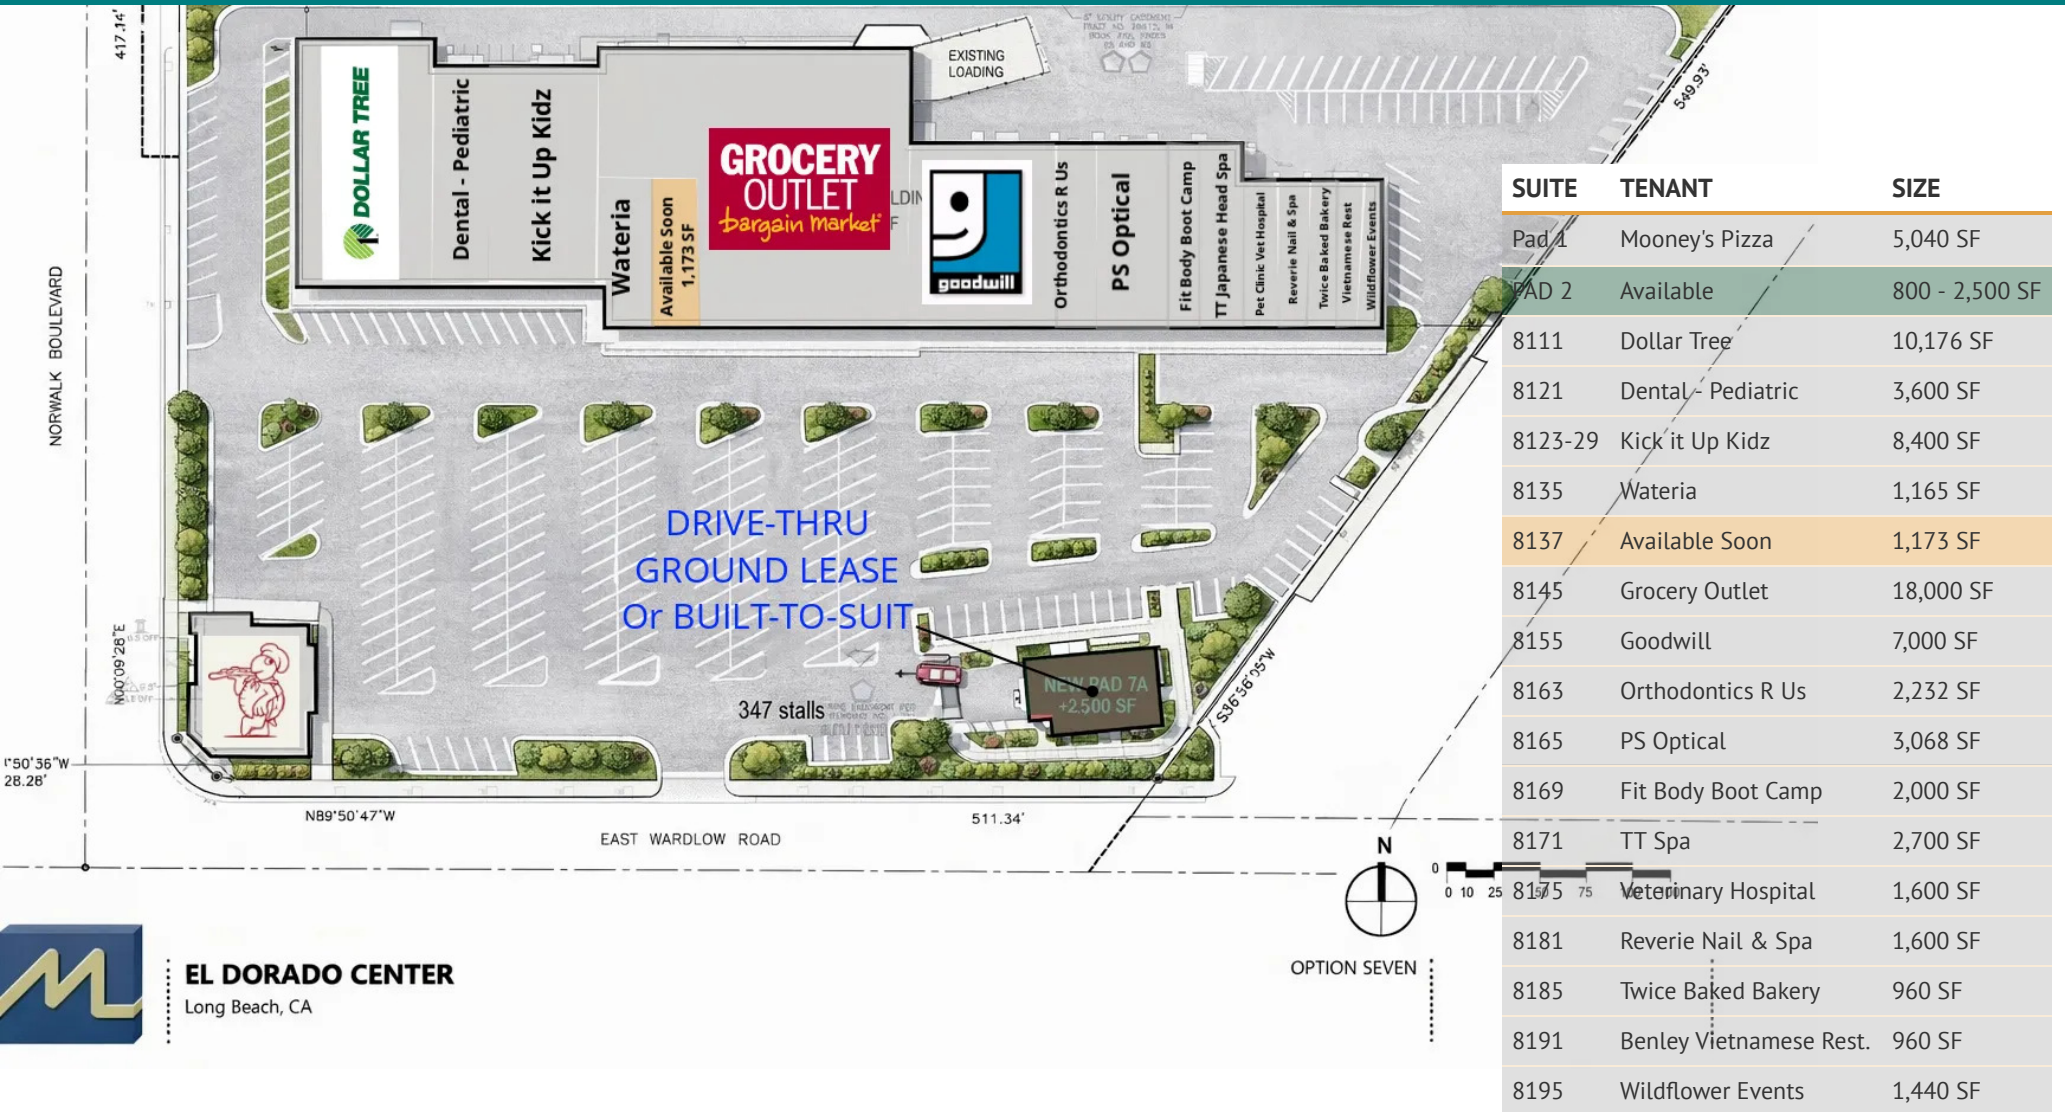 417.14'
EXISTING
LOADING
549.93'
DOLLAR TREE
Dental - Pediatric
Kick it Up Kidz
Wateria
Available Soon
1,173 SF
GROCERY
OUTLET
bargain market
LDIN
F
goodwill
Orthodontics R Us
PS Optical
Fit Body Boot Camp
TT Japanese Head Spa
Pet Clinic Vet Hospital
Reverie Nail & Spa
Twice Baked Bakery
Vietnamese Rest
Wildflower Events
NORWALK BOULEVARD
DRIVE-THRU
GROUND LEASE
Or BUILT-TO-SUIT
N00°09'28"E
NEW PAD 7A
+2,500 SF
S36°56'05"W
347 stalls
50'36"W
28.28'
N89°50'47"W
511.34'
EAST WARDLOW ROAD
N
0
0 10 25 50 75 100
OPTION SEVEN
EL DORADO CENTER
Long Beach, CA
SUITE TENANT SIZE
Pad 1 Mooney's Pizza 5,040 SF
PAD 2 Available 800 - 2,500 SF
8111 Dollar Tree 10,176 SF
8121 Dental - Pediatric 3,600 SF
8123-29 Kick it Up Kidz 8,400 SF
8135 Wateria 1,165 SF
8137 Available Soon 1,173 SF
8145 Grocery Outlet 18,000 SF
8155 Goodwill 7,000 SF
8163 Orthodontics R Us 2,232 SF
8165 PS Optical 3,068 SF
8169 Fit Body Boot Camp 2,000 SF
8171 TT Spa 2,700 SF
8175 Veterinary Hospital 1,600 SF
8181 Reverie Nail & Spa 1,600 SF
8185 Twice Baked Bakery 960 SF
8191 Benley Vietnamese Rest. 960 SF
8195 Wildflower Events 1,440 SF